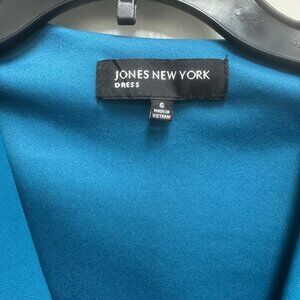 JONES NEW YORK
DRESS
6
MADE IN
VIETNAM